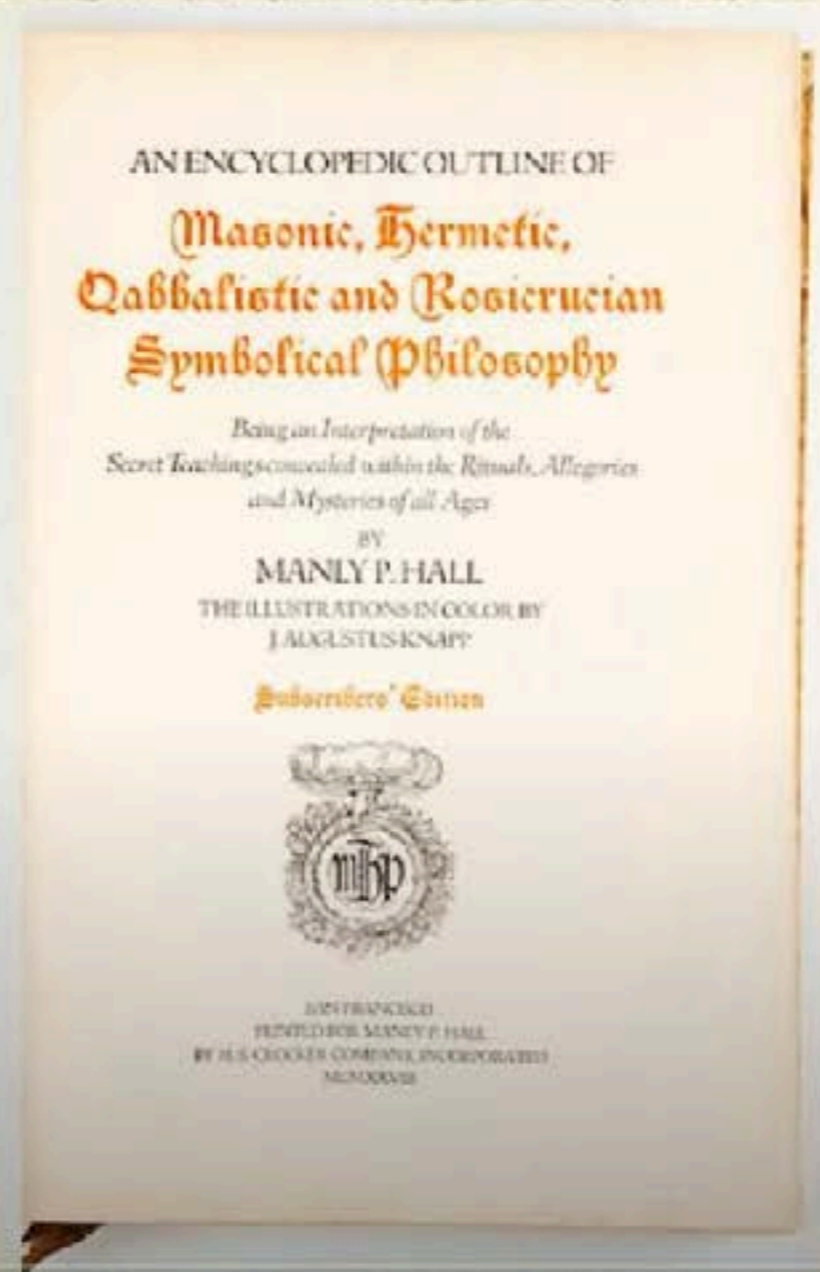 AN ENCYCLOPEDIC OUTLINE OF
Masonic, Hermetic,
Qabbalistic and Rosicrucian
Symbolical Philosophy
Being an Interpretation of the
Secret Teachings concealed within the Rituals, Allegories
and Mysteries of all Ages
BY
MANLY P. HALL
THE ILLUSTRATIONS IN COLOR BY
J. AUGUSTUS KNAPP
Subscribers' Edition
mhp
SAN FRANCISCO
PRINTED FOR MANLY P. HALL
BY H.S. CROCKER COMPANY, INCORPORATED
MCMXXVIII